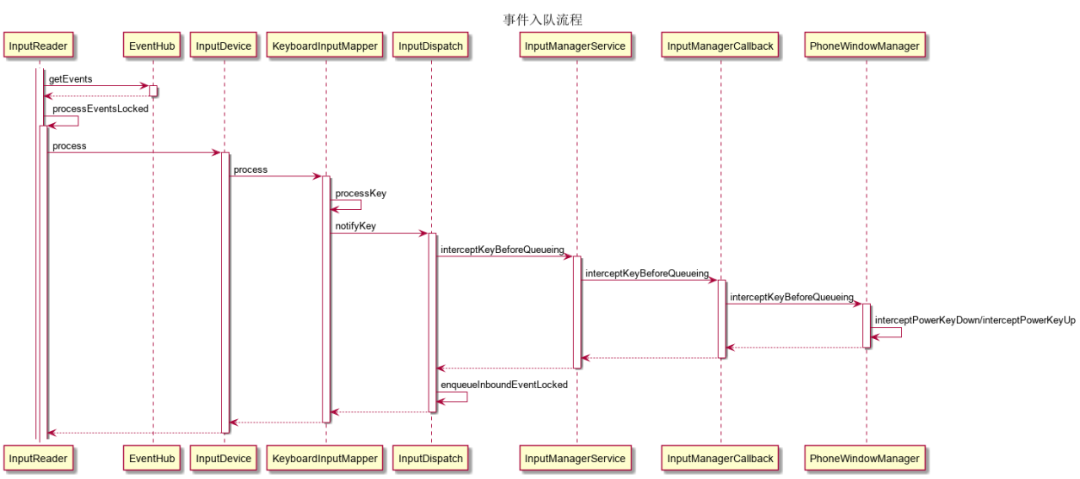 事件入队流程
InputReader
EventHub
InputDevice
KeyboardInputMapper
InputDispatch
InputManagerService
InputManagerCallback
PhoneWindowManager
getEvents
processEventsLocked
process
process
processKey
notifyKey
interceptKeyBeforeQueueing
interceptKeyBeforeQueueing
interceptKeyBeforeQueueing
interceptPowerKeyDown/interceptPowerKeyUp
enqueueInboundEventLocked
InputReader
EventHub
InputDevice
KeyboardInputMapper
InputDispatch
InputManagerService
InputManagerCallback
PhoneWindowManager